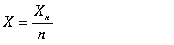 X = Xₙ / n